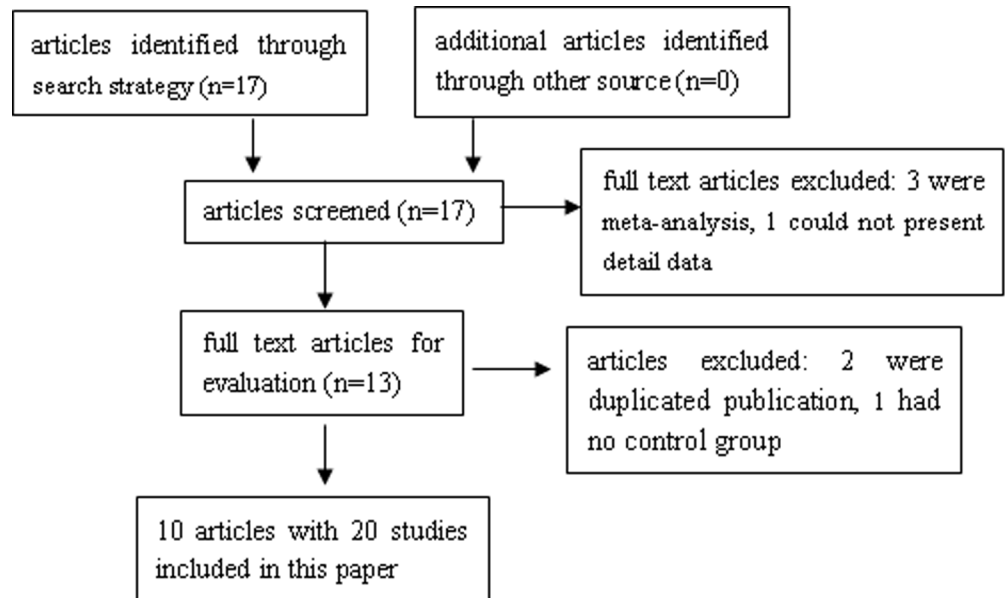 articles identified through
search strategy (n=17)
additional articles identified
through other source (n=0)
articles screened (n=17)
full text articles excluded: 3 were
meta-analysis, 1 could not present
detail data
full text articles for
evaluation (n=13)
articles excluded: 2 were
duplicated publication, 1 had
no control group
10 articles with 20 studies
included in this paper